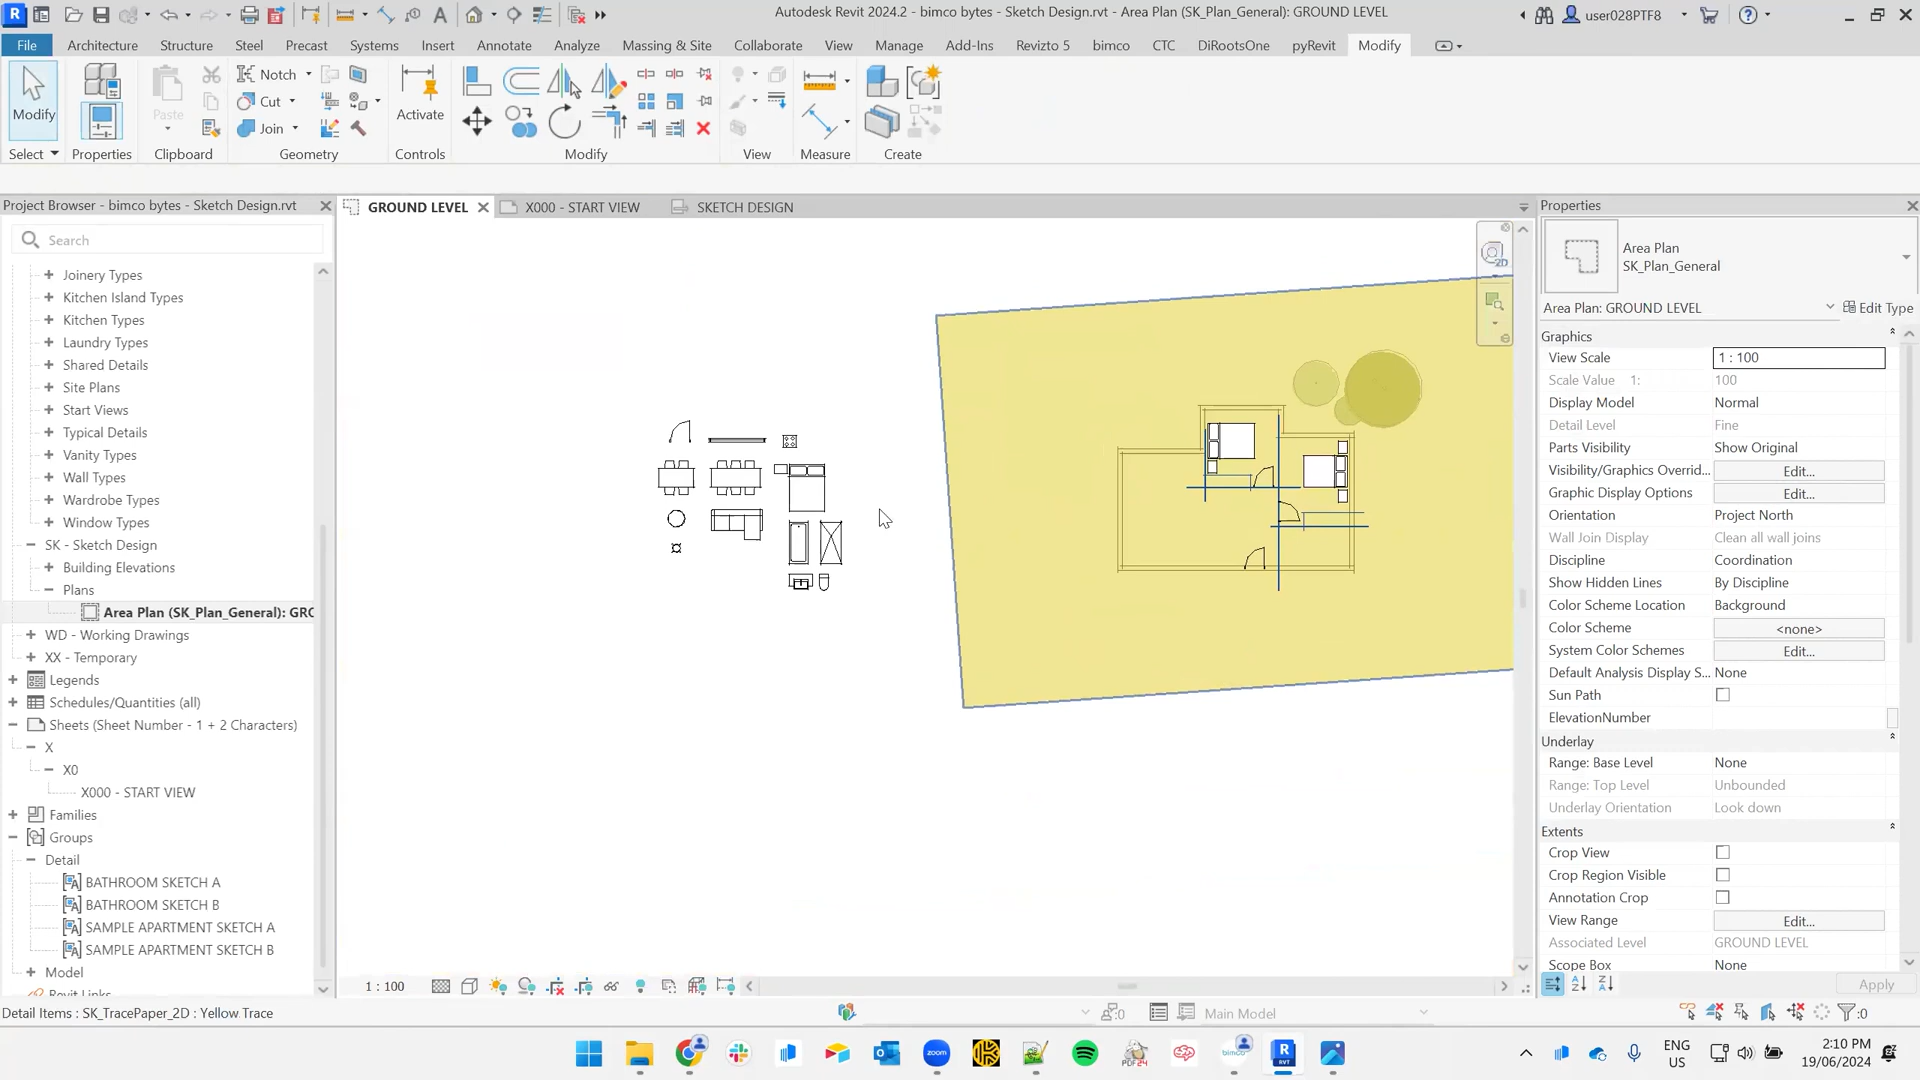 Autodesk Revit 2024.2 - bimco bytes - Sketch Design.rvt - Area Plan (SK_Plan_General): GROUND LEVEL
user028PTF8
File Architecture Structure Steel Precast Systems Insert Annotate Analyze Massing & Site Collaborate View Manage Add-Ins Revizto 5 bimco CTC DiRootsOne pyRevit Modify
Notch
Cut
Join
Modify
Paste
Activate
Select Properties Clipboard Geometry Controls Modify View Measure Create
Project Browser - bimco bytes - Sketch Design.rvt
Search
Joinery Types
Kitchen Island Types
Kitchen Types
Laundry Types
Shared Details
Site Plans
Start Views
Typical Details
Vanity Types
Wall Types
Wardrobe Types
Window Types
SK - Sketch Design
Building Elevations
Plans
Area Plan (SK_Plan_General): GRO
WD - Working Drawings
XX - Temporary
Legends
Schedules/Quantities (all)
Sheets (Sheet Number - 1 + 2 Characters)
X
X0
X000 - START VIEW
Families
Groups
Detail
BATHROOM SKETCH A
BATHROOM SKETCH B
SAMPLE APARTMENT SKETCH A
SAMPLE APARTMENT SKETCH B
Model
Revit Links
GROUND LEVEL
X000 - START VIEW
SKETCH DESIGN
2D
1 : 100
Properties
Area Plan
SK_Plan_General
Area Plan: GROUND LEVEL Edit Type
Graphics
View Scale 1 : 100
Scale Value 1: 100
Display Model Normal
Detail Level Fine
Parts Visibility Show Original
Visibility/Graphics Overrid... Edit...
Graphic Display Options Edit...
Orientation Project North
Wall Join Display Clean all wall joins
Discipline Coordination
Show Hidden Lines By Discipline
Color Scheme Location Background
Color Scheme <none>
System Color Schemes Edit...
Default Analysis Display S... None
Sun Path
ElevationNumber
Underlay
Range: Base Level None
Range: Top Level Unbounded
Underlay Orientation Look down
Extents
Crop View
Crop Region Visible
Annotation Crop
View Range Edit...
Associated Level GROUND LEVEL
Scope Box None
Apply
Detail Items : SK_TracePaper_2D : Yellow Trace
:0
Main Model
:0
zoom
PDF24
bimco
RVT
ENG
US
2:10 PM
19/06/2024